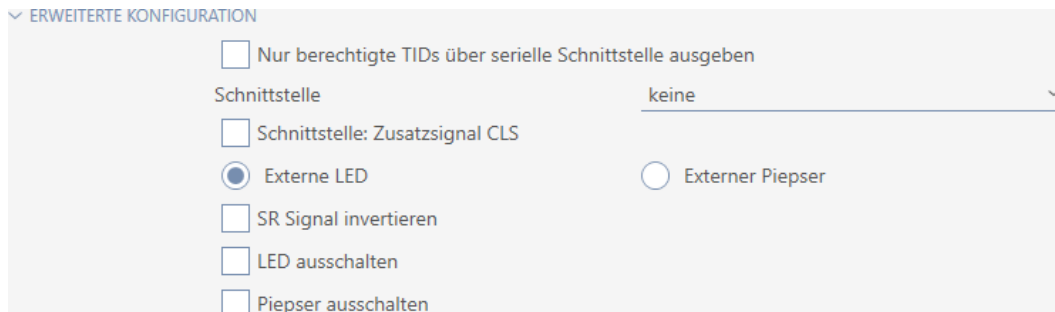 ERWEITERTE KONFIGURATION
Nur berechtigte TIDs über serielle Schnittstelle ausgeben
Schnittstelle keine
Schnittstelle: Zusatzsignal CLS
Externe LED Externer Piepser
SR Signal invertieren
LED ausschalten
Piepser ausschalten